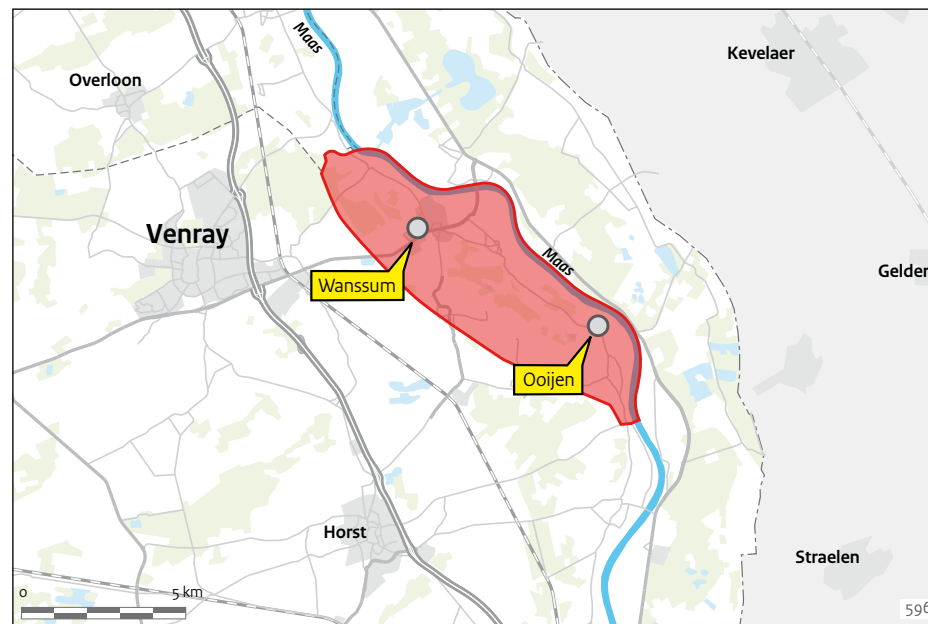 Maas
Kevelaer
Overloon
Venray
Maas
Gelder
Wanssum
Ooijen
Horst
Straelen
0
5 km
596